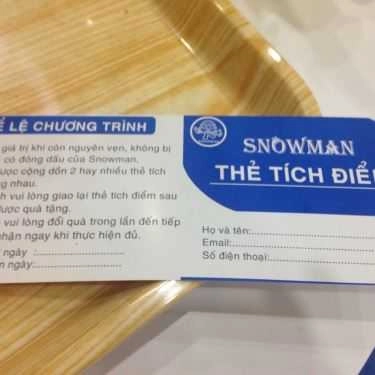 LỆ CHƯƠNG TRÌNH
giá trị khi còn nguyên vẹn, không bị
có đóng dấu của Snowman.
cộng dồn 2 hay nhiều thẻ tích
nhau.
vui lòng giao lại thẻ tích điểm sau
được quà tặng.
vui lòng đổi quà trong lần đến tiếp
nhận ngay khi thực hiện đủ.
ngày :
ngày:
SNOWMAN
THẺ TÍCH ĐIỂ
Họ và tên:
Email:
Số điện thoại: